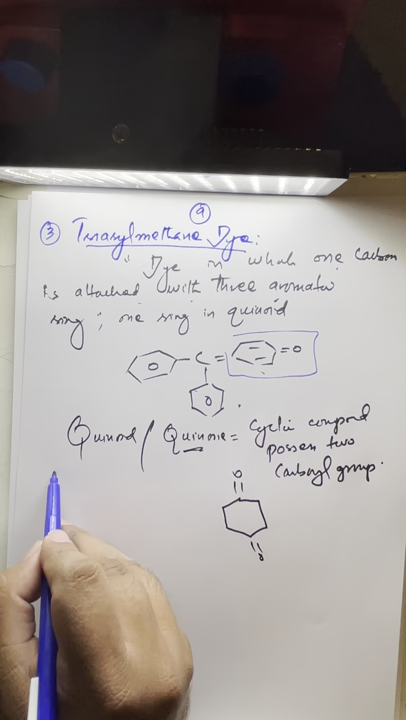 9
③ Triarylmethane Dye:
" Dye in which one Carbon
is attached with three aromatic
ring; one ring in quinoid
C = = O
Quinoid / Quinone = Cyclic compound
possess two
Carbonyl group.
O
O